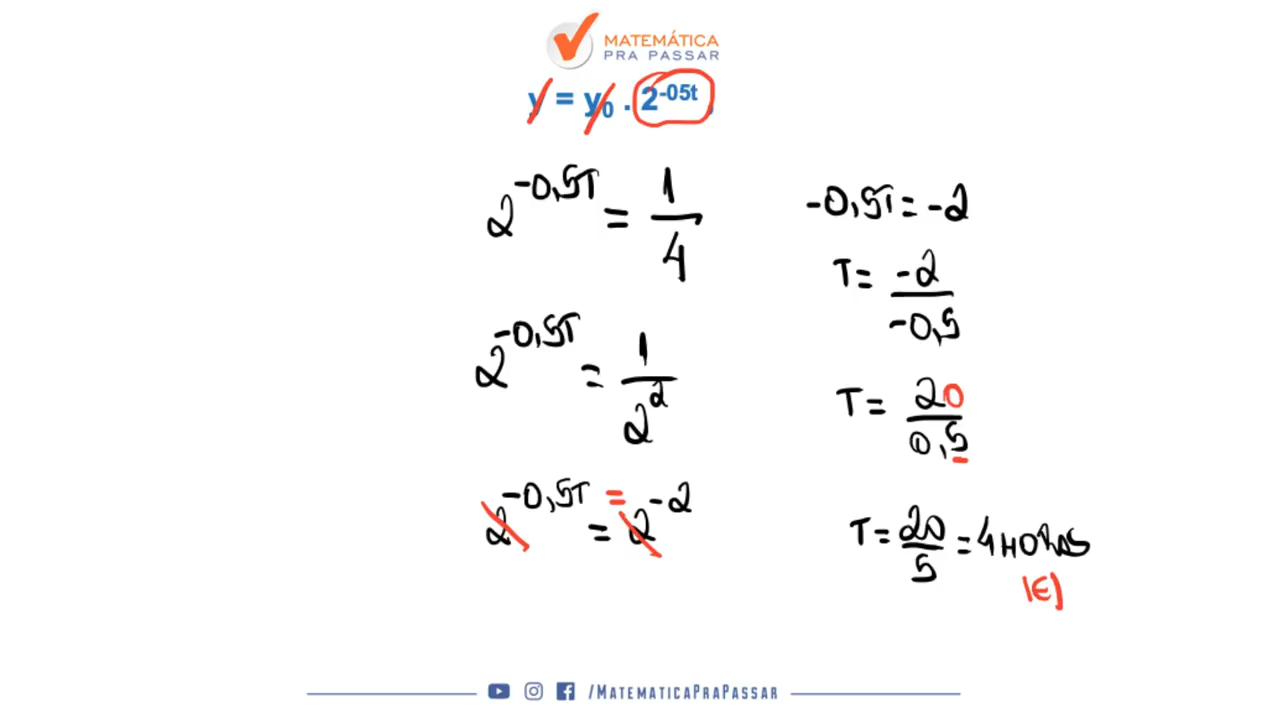 MATEMÁTICA
PRA PASSAR
y = y₀ . 2⁻⁰⁵ᵗ,
2^-0,5T = 1/4
2^-0,5T = 1/2^2
2^-0,5T = 2^-2
=
-0,5T = -2
T = -2/-0,5
T = 20/0,5
T = 20/5 = 4 HORAS
(E)
/MatematicaPraPassar